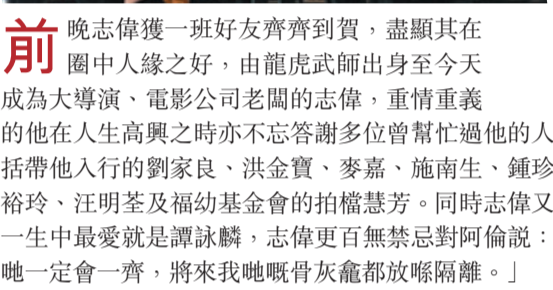 前晚志偉獲一班好友齊齊到賀，盡顯其在
圈中人緣之好，由龍虎武師出身至今天
成為大導演、電影公司老闆的志偉，重情重義
的他在人生高興之時亦不忘答謝多位曾幫忙過他的人
括帶他入行的劉家良、洪金寶、麥嘉、施南生、鍾珍
裕玲、汪明荃及福幼基金會的拍檔慧芳。同時志偉又
一生中最愛就是譚詠麟，志偉更百無禁忌對阿倫説：
哋一定會一齊，將來我哋嘅骨灰龕都放喺隔離。」